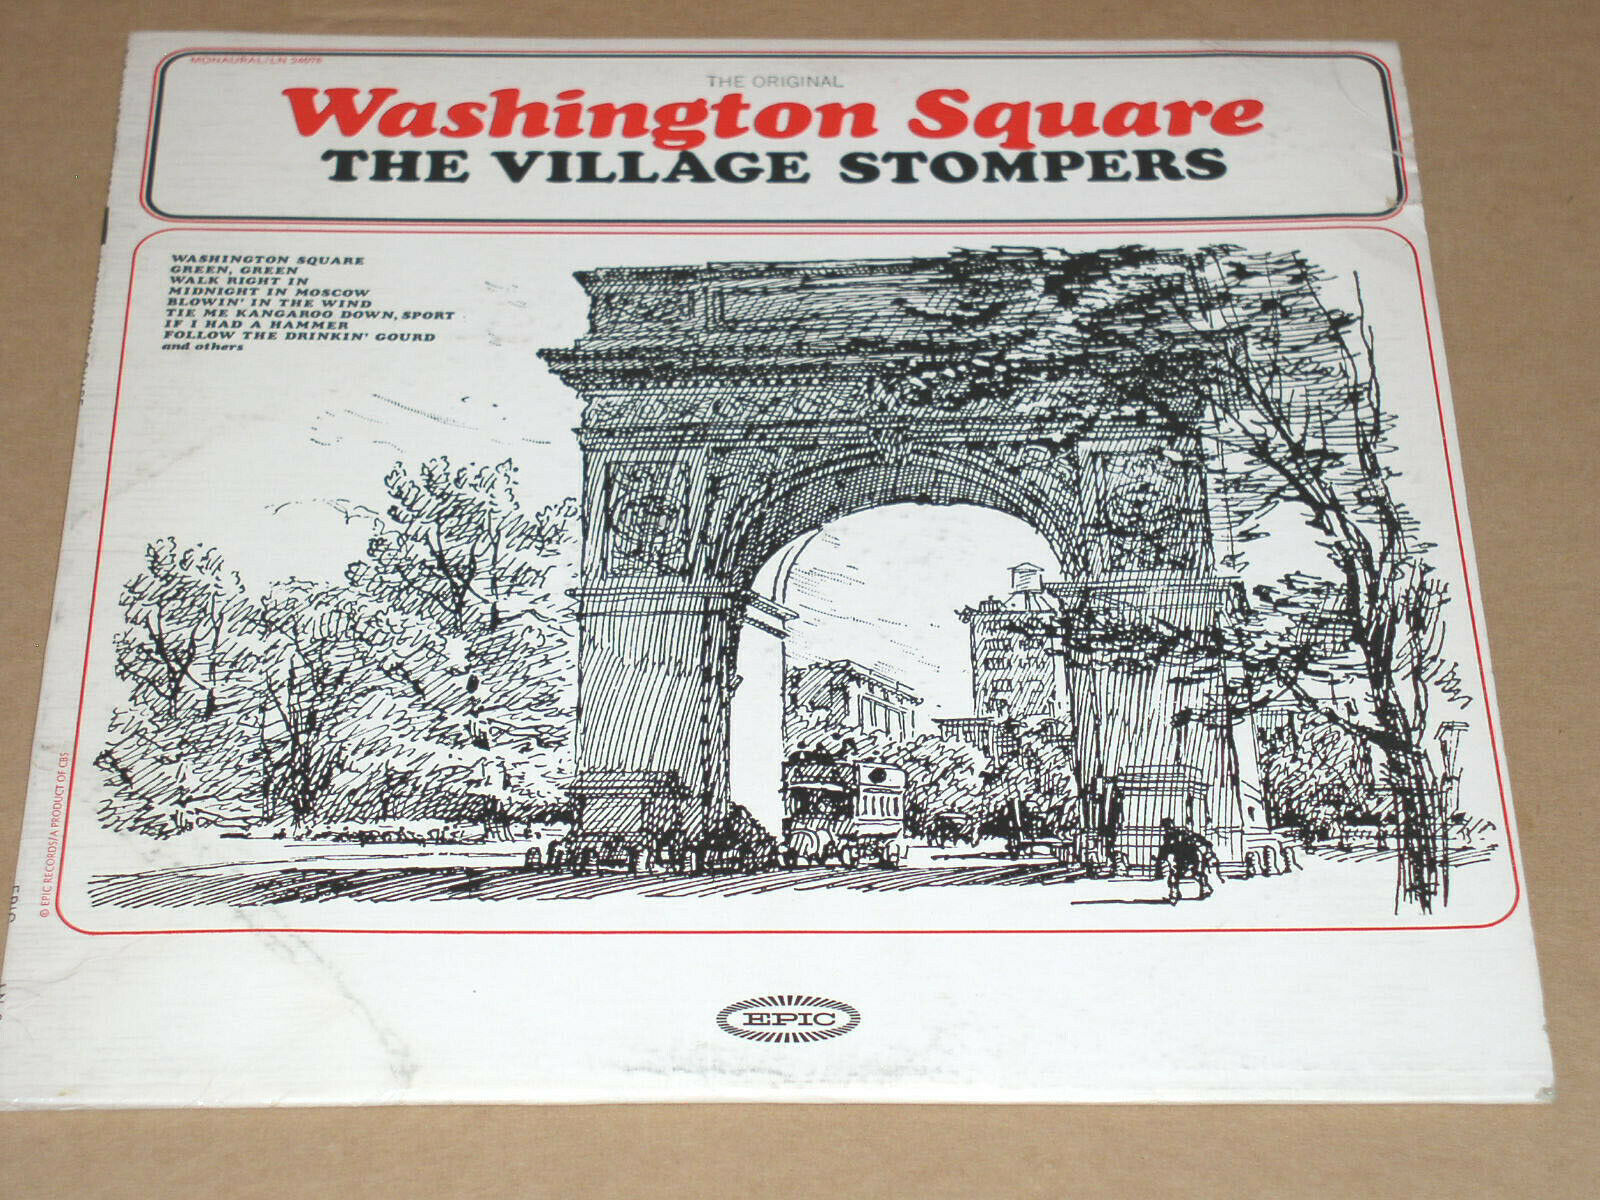 MONAURAL/LN 24078
THE ORIGINAL
Washington Square
THE VILLAGE STOMPERS
WASHINGTON SQUARE
GREEN, GREEN
WALK RIGHT IN
MIDNIGHT IN MOSCOW
BLOWIN' IN THE WIND
TIE ME KANGAROO DOWN, SPORT
IF I HAD A HAMMER
FOLLOW THE DRINKIN' GOURD
and others
© EPIC RECORDS/A PRODUCT OF CBS
EPIC